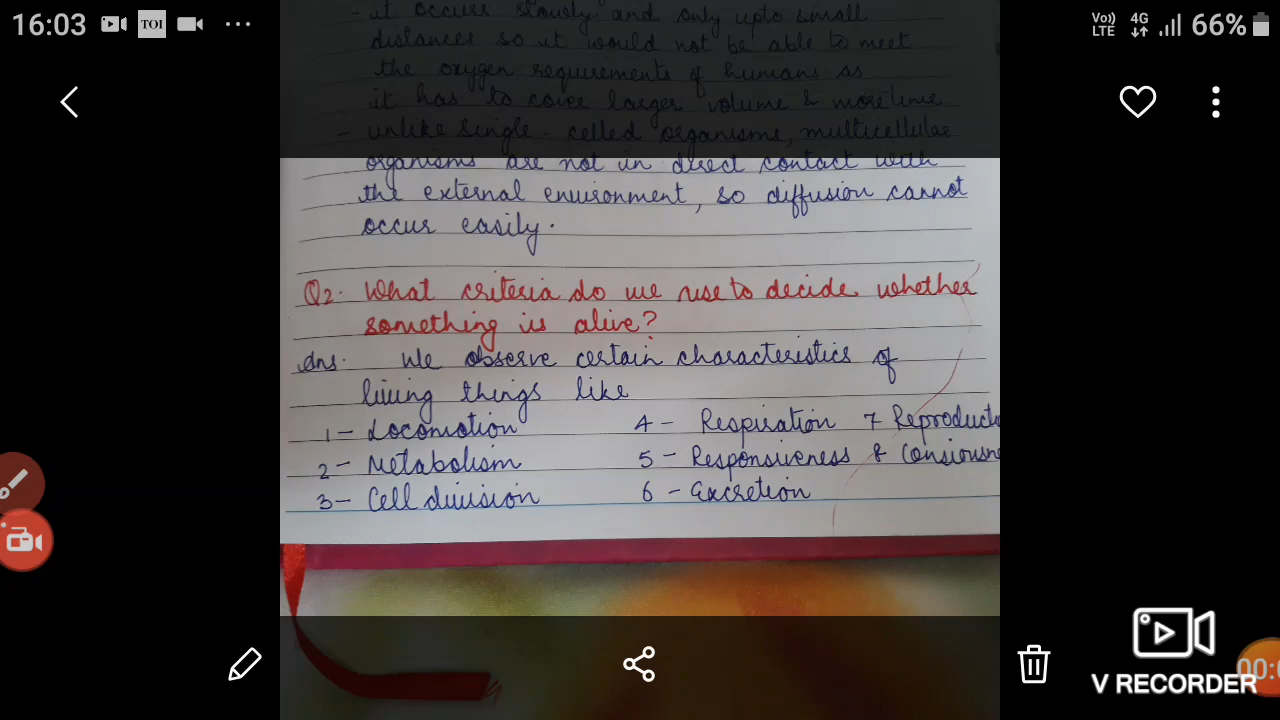 16:03 TOI Vo)) LTE 4G 66%
- it occurs slowly and only upto small
distances so it would not be able to meet
the oxygen requirements of humans as
it has to cover larger volume & more time
- unlike single-celled organisms, multicellular
organisms are not in direct contact with
the external environment, so diffusion cannot
occur easily.
Q2. What criteria do we use to decide whether
something is alive?
Ans. We observe certain characteristics of
living things like
1- Locomotion 4- Respiration 7 Reproducti
2- Metabolism 5- Responsiveness 8 Consiousne
3- Cell division 6- Excretion
V RECORDER
00: